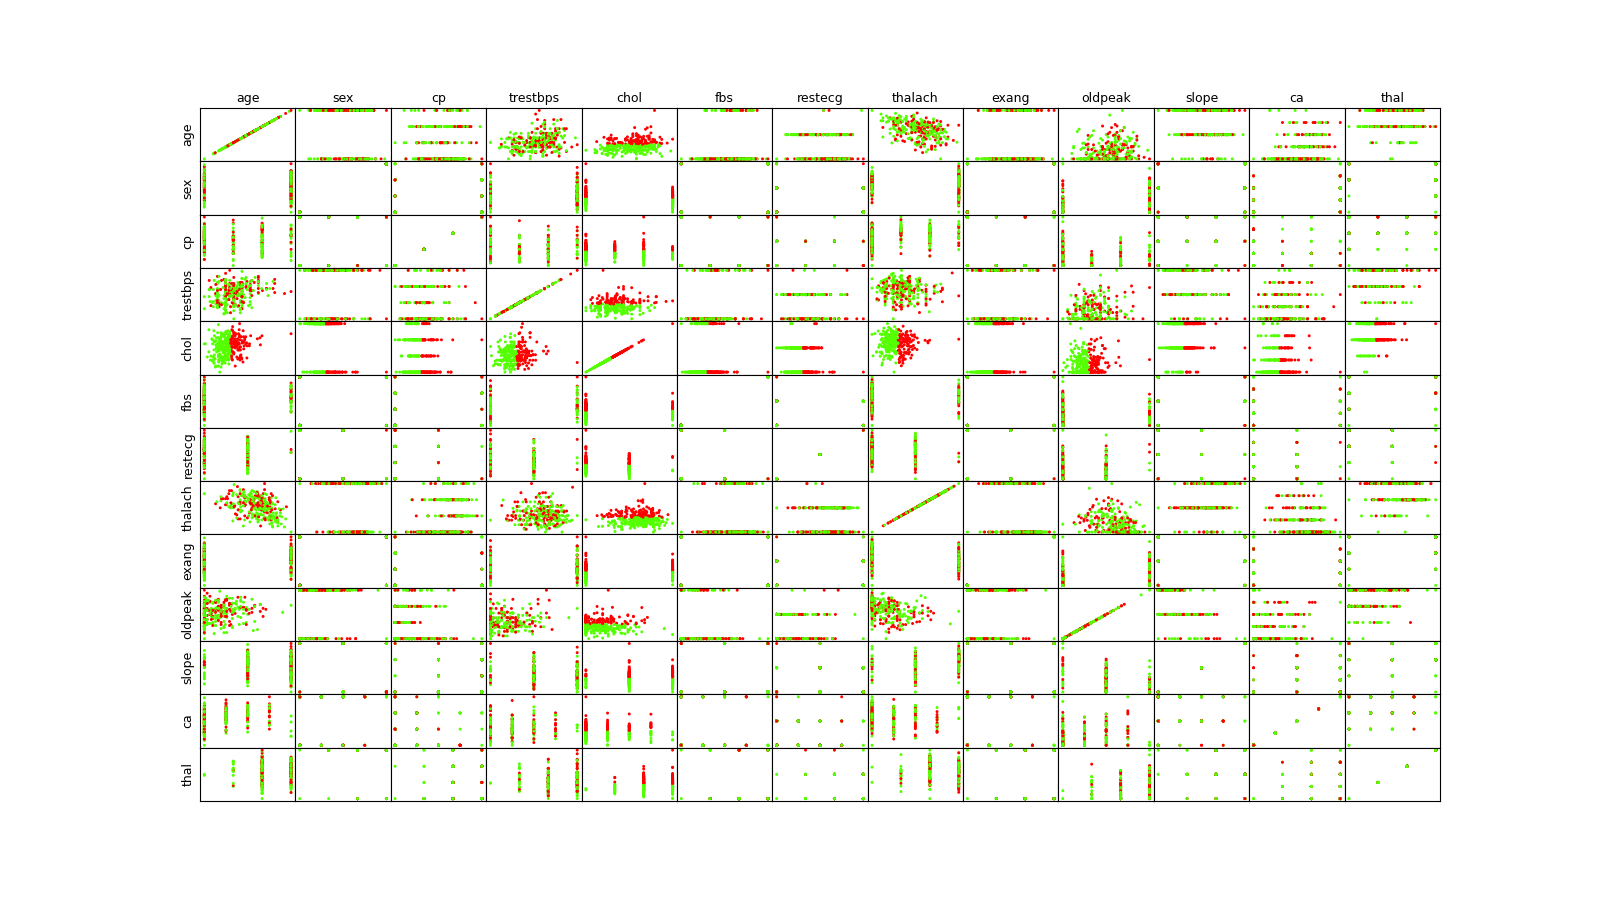 age sex cp trestbps chol fbs restecg thalach exang oldpeak slope ca thal
age
sex
cp
trestbps
chol
fbs
restecg
thalach
exang
oldpeak
slope
ca
thal